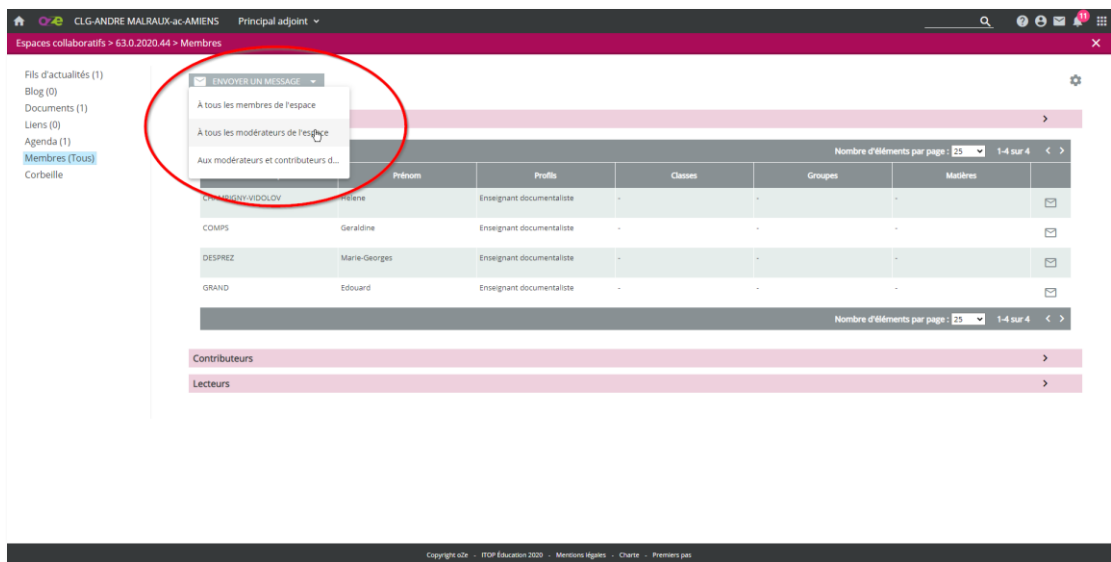 oZe CLG-ANDRE MALRAUX-ac-AMIENS Principal adjoint 11
Espaces collaboratifs > 63.0.2020.44 > Membres
Fils d'actualités (1)
Blog (0)
Documents (1)
Liens (0)
Agenda (1)
Membres (Tous)
Corbeille
ENVOYER UN MESSAGE
À tous les membres de l'espace
À tous les modérateurs de l'espace
Aux modérateurs et contributeurs d...
Nombre d'éléments par page : 25 1-4 sur 4
Prénom Profils Classes Groupes Matières
CHAMPIGNY-VIDOLOV Helene Enseignant documentaliste - - -
COMPS Geraldine Enseignant documentaliste - - -
DESPREZ Marie-Georges Enseignant documentaliste - - -
GRAND Edouard Enseignant documentaliste - - -
Nombre d'éléments par page : 25 1-4 sur 4
Contributeurs
Lecteurs
Copyright oZe - ITOP Éducation 2020 - Mentions légales - Charte - Premiers pas